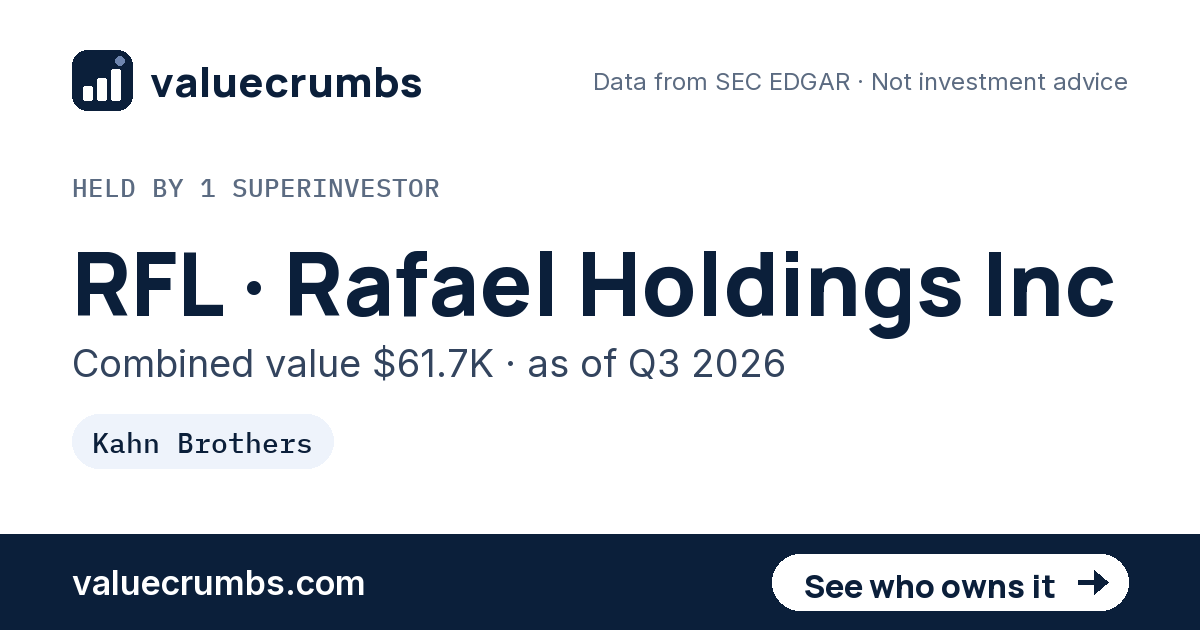 valuecrumbs
Data from SEC EDGAR · Not investment advice
HELD BY 1 SUPERINVESTOR
RFL · Rafael Holdings Inc
Combined value $61.7K · as of Q3 2026
Kahn Brothers
valuecrumbs.com
See who owns it →